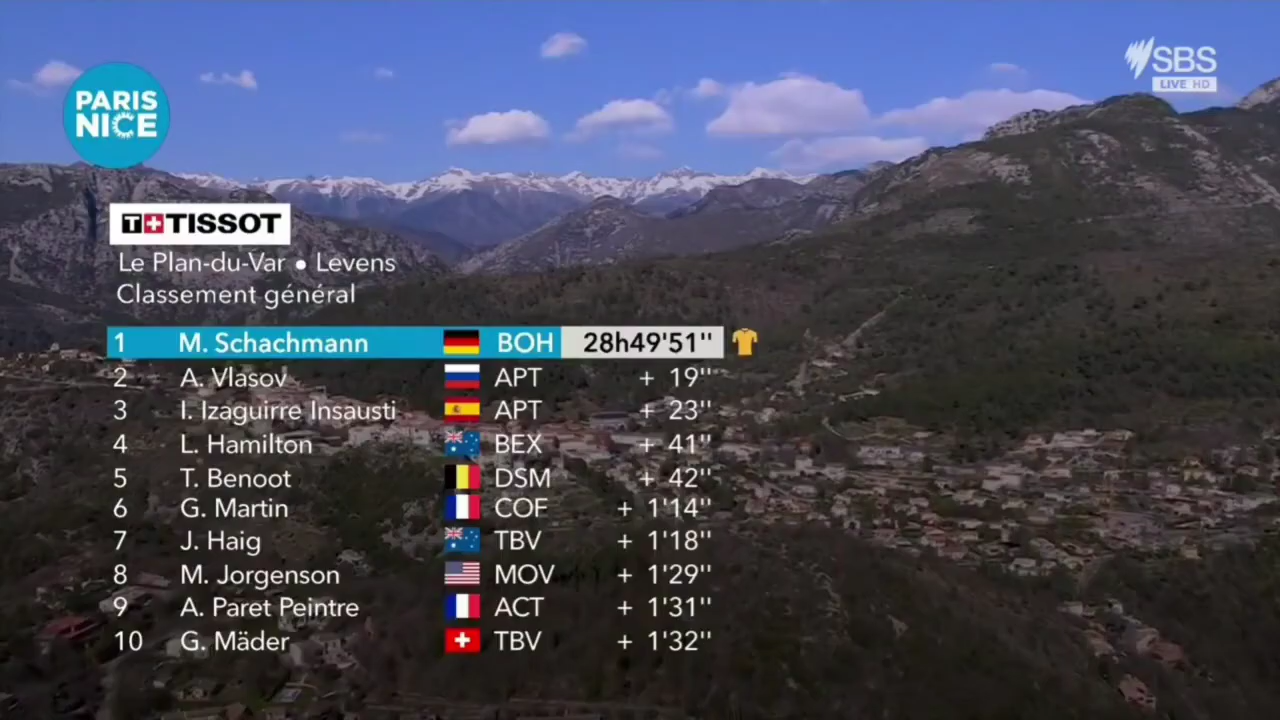 PARIS
NICE
SBS
LIVE HD
T+TISSOT
Le Plan-du-Var • Levens
Classement général
1 M. Schachmann BOH 28h49'51''
2 A. Vlasov APT + 19''
3 I. Izaguirre Insausti APT + 23''
4 L. Hamilton BEX + 41''
5 T. Benoot DSM + 42''
6 G. Martin COF + 1'14''
7 J. Haig TBV + 1'18''
8 M. Jorgenson MOV + 1'29''
9 A. Paret Peintre ACT + 1'31''
10 G. Mäder TBV + 1'32''